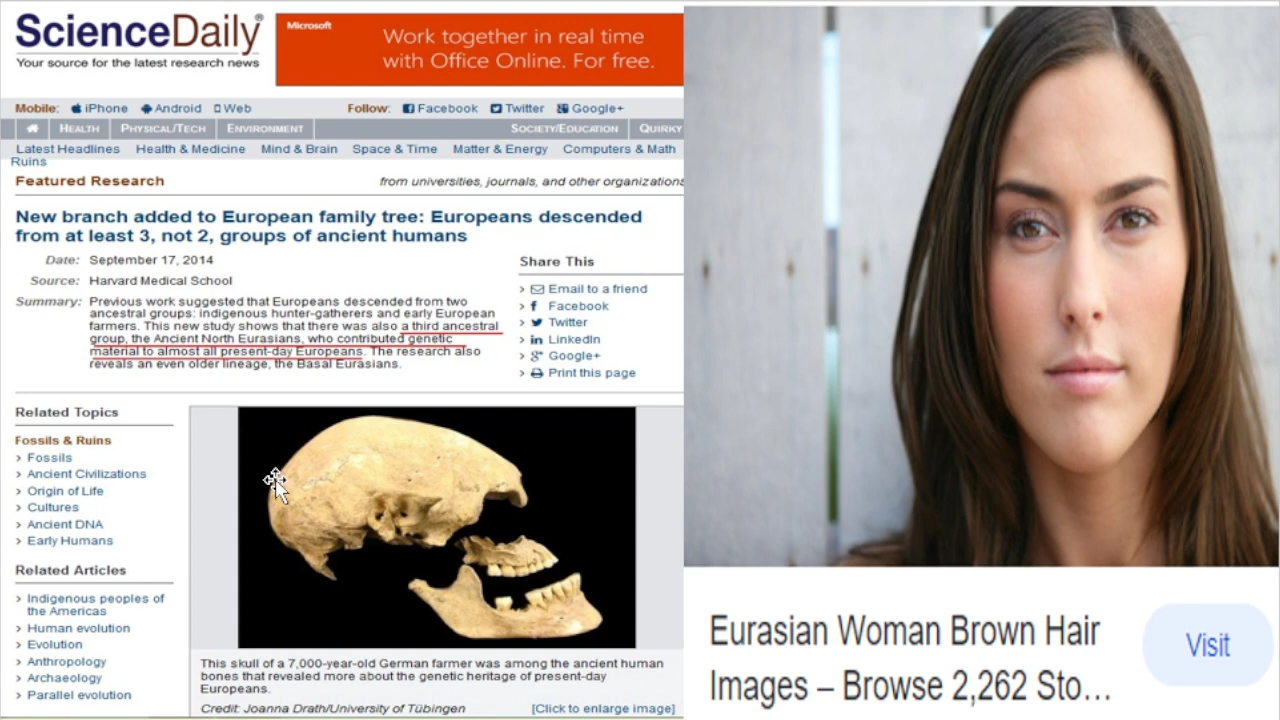 ScienceDaily®
Your source for the latest research news
Microsoft
Work together in real time
with Office Online. For free.
Mobile: iPhone Android Web
Follow: Facebook Twitter Google+
HEALTH PHYSICAL/TECH ENVIRONMENT SOCIETY/EDUCATION QUIRKY
Latest Headlines Health & Medicine Mind & Brain Space & Time Matter & Energy Computers & Math
Ruins
Featured Research
from universities, journals, and other organizations
New branch added to European family tree: Europeans descended
from at least 3, not 2, groups of ancient humans
Date: September 17, 2014
Source: Harvard Medical School
Summary: Previous work suggested that Europeans descended from two
ancestral groups: indigenous hunter-gatherers and early European
farmers. This new study shows that there was also a third ancestral
group, the Ancient North Eurasians, who contributed genetic
material to almost all present-day Europeans. The research also
reveals an even older lineage, the Basal Eurasians.
Share This
> Email to a friend
> Facebook
> Twitter
> LinkedIn
> Google+
> Print this page
Related Topics
Fossils & Ruins
> Fossils
> Ancient Civilizations
> Origin of Life
> Cultures
> Ancient DNA
> Early Humans
Related Articles
> Indigenous peoples of
the Americas
> Human evolution
> Evolution
> Anthropology
> Archaeology
> Parallel evolution
This skull of a 7,000-year-old German farmer was among the ancient human
bones that revealed more about the genetic heritage of present-day
Europeans.
Credit: Joanna Drath/University of Tübingen
[Click to enlarge image]
Eurasian Woman Brown Hair
Images – Browse 2,262 Sto...
Visit